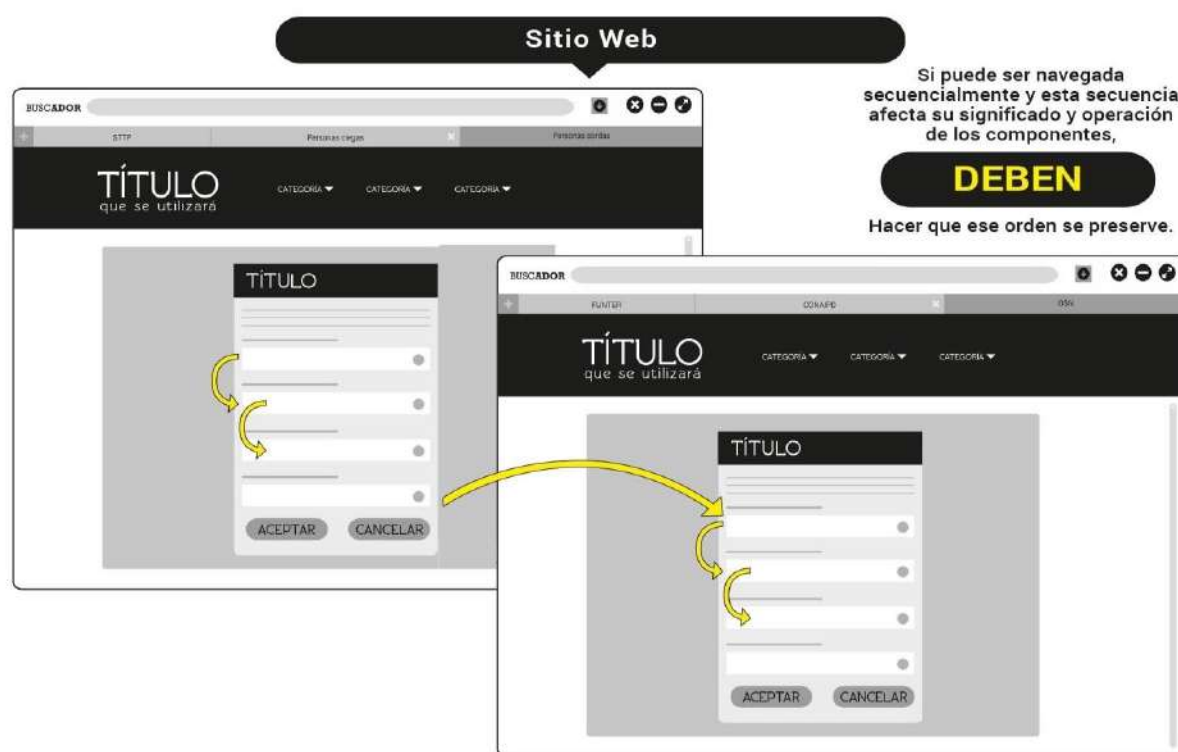 Sitio Web
Si puede ser navegada
secuencialmente y esta secuencia
afecta su significado y operación
de los componentes,
DEBEN
Hacer que ese orden se preserve.
BUSCADOR
STTP
Personas ciegas
Personas sordas
TÍTULO
que se utilizará
CATEGORÍA
CATEGORÍA
CATEGORÍA
TÍTULO
ACEPTAR
CANCELAR
BUSCADOR
FUNTER
CONAIPD
TÍTULO
que se utilizará
CATEGORÍA
CATEGORÍA
CATEGORÍA
TÍTULO
ACEPTAR
CANCELAR